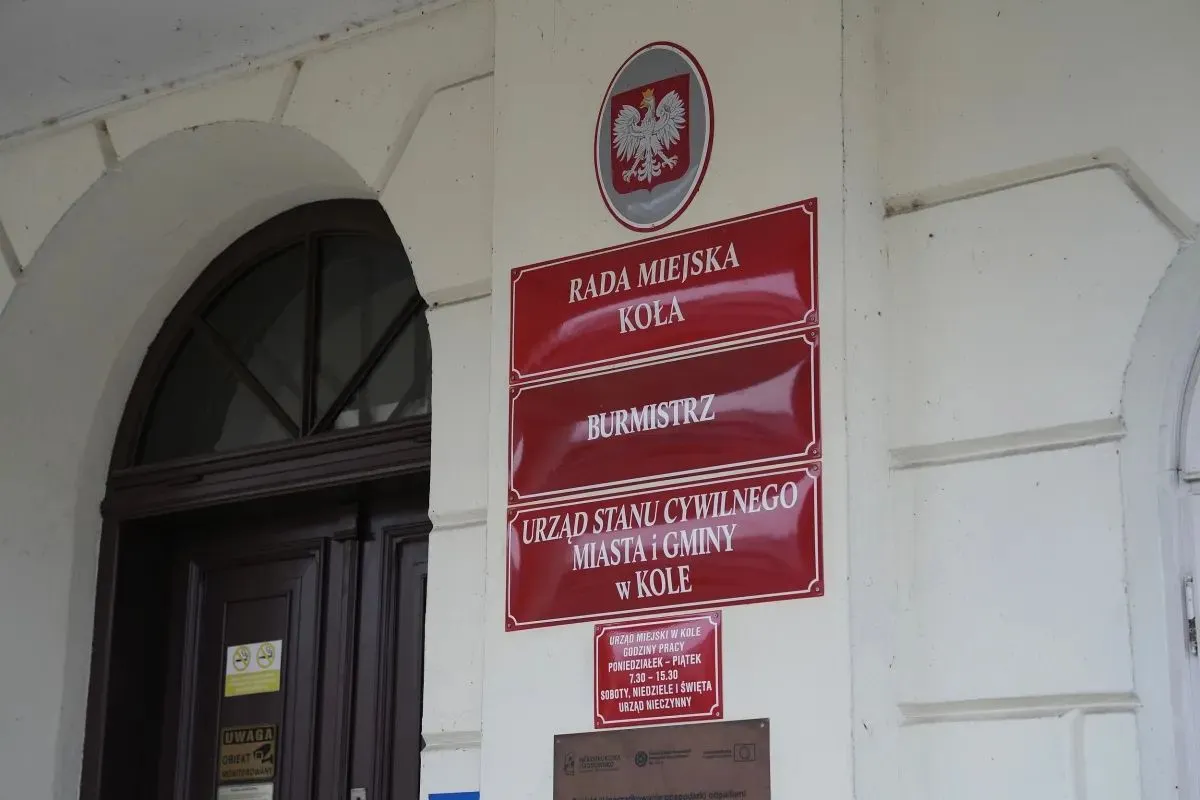 RADA MIEJSKA
KOŁA
BURMISTRZ
URZĄD STANU CYWILNEGO
MIASTA i GMINY
w KOLE
URZĄD MIEJSKI W KOLE
GODZINY PRACY
PONIEDZIAŁEK – PIĄTEK
7.30 – 15.30
SOBOTY, NIEDZIELE I ŚWIĘTA
URZĄD NIECZYNNY
UWAGA
OBIEKT
MONITOROWANY